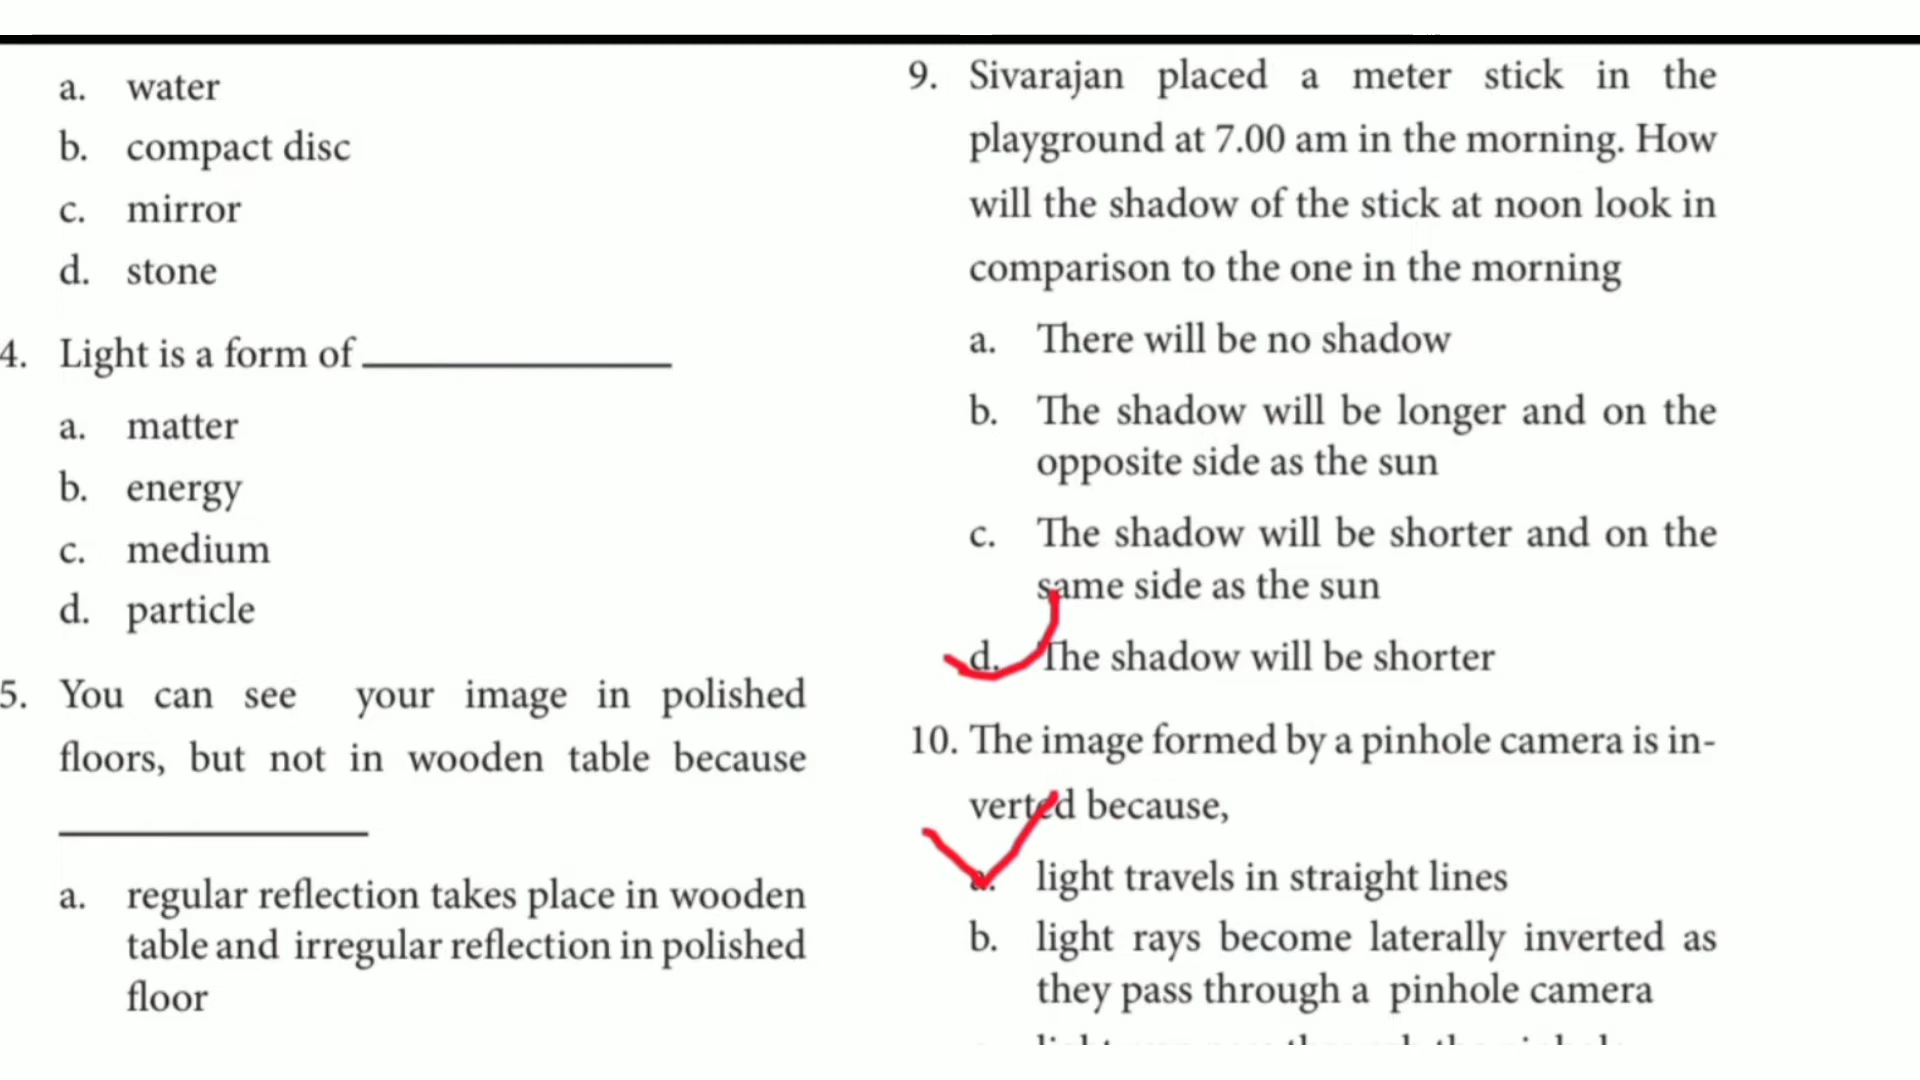 a. water
b. compact disc
c. mirror
d. stone
4. Light is a form of
a. matter
b. energy
c. medium
d. particle
5. You can see your image in polished
floors, but not in wooden table because
a. regular reflection takes place in wooden
table and irregular reflection in polished
floor
9. Sivarajan placed a meter stick in the
playground at 7.00 am in the morning. How
will the shadow of the stick at noon look in
comparison to the one in the morning
a. There will be no shadow
b. The shadow will be longer and on the
opposite side as the sun
c. The shadow will be shorter and on the
same side as the sun
d. The shadow will be shorter
10. The image formed by a pinhole camera is in-
verted because,
a. light travels in straight lines
b. light rays become laterally inverted as
they pass through a pinhole camera